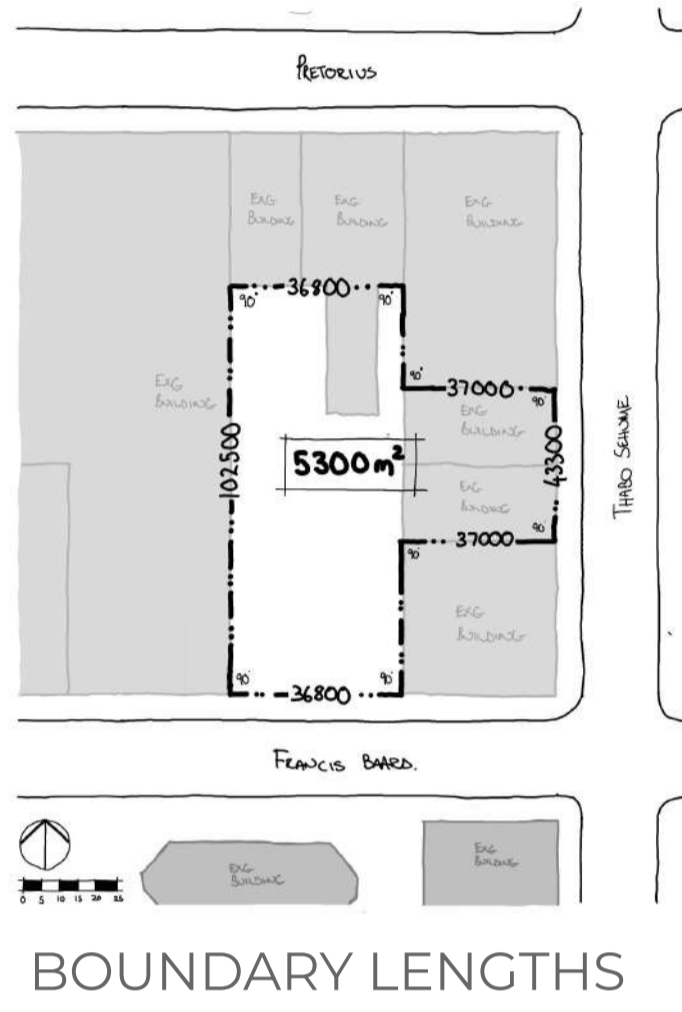 PRETORIUS
EXG
BUILDING
EXG
BUILDING
EXG
BUILDING
36800
90°
90°
90°
37000
90°
EXG
BUILDING
EXG
BUILDING
102500
5300m²
43300
THABO SEHUME
EXG
BUILDING
90°
37000
90°
EXG
BUILDING
90°
90°
36800
FRANCIS BAARD.
EXG
BUILDING
EXG
BUILDING
0 5 10 15 20 25
BOUNDARY LENGTHS